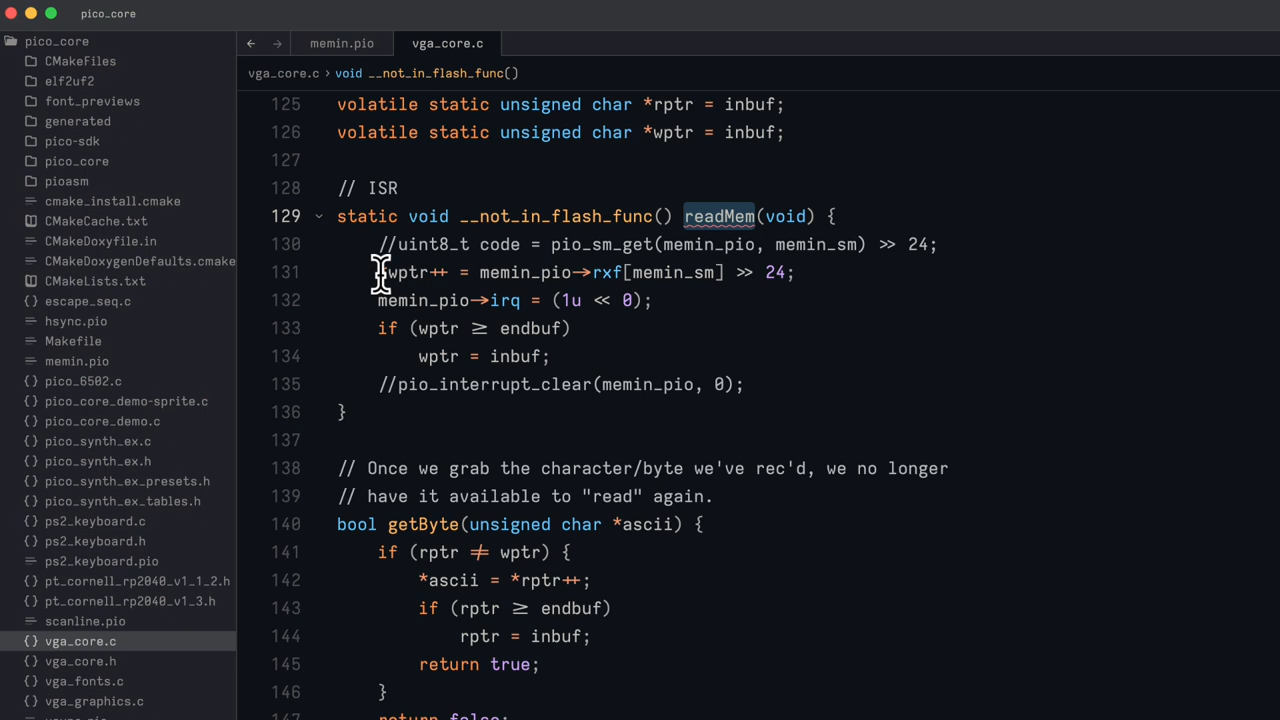 pico_core
pico_core
CMakeFiles
elf2uf2
font_previews
generated
pico-sdk
pico_core
pioasm
cmake_install.cmake
CMakeCache.txt
CMakeDoxyfile.in
CMakeDoxygenDefaults.cmake
CMakeLists.txt
escape_seq.c
hsync.pio
Makefile
memin.pio
pico_6502.c
pico_core_demo-sprite.c
pico_core_demo.c
pico_synth_ex.c
pico_synth_ex.h
pico_synth_ex_presets.h
pico_synth_ex_tables.h
ps2_keyboard.c
ps2_keyboard.h
ps2_keyboard.pio
pt_cornell_rp2040_v1_1_2.h
pt_cornell_rp2040_v1_3.h
scanline.pio
vga_core.c
vga_core.h
vga_fonts.c
vga_graphics.c
memin.pio vga_core.c
vga_core.c › void __not_in_flash_func()
125 volatile static unsigned char *rptr = inbuf;
126 volatile static unsigned char *wptr = inbuf;
127
128 // ISR
129 static void __not_in_flash_func() readMem(void) {
130 //uint8_t code = pio_sm_get(memin_pio, memin_sm) >> 24;
131 wptr++ = memin_pio->rxf[memin_sm] >> 24;
132 memin_pio->irq = (1u << 0);
133 if (wptr >= endbuf)
134 wptr = inbuf;
135 //pio_interrupt_clear(memin_pio, 0);
136 }
137
138 // Once we grab the character/byte we've rec'd, we no longer
139 // have it available to "read" again.
140 bool getByte(unsigned char *ascii) {
141 if (rptr != wptr) {
142 *ascii = *rptr++;
143 if (rptr >= endbuf)
144 rptr = inbuf;
145 return true;
146 }
147 return false;